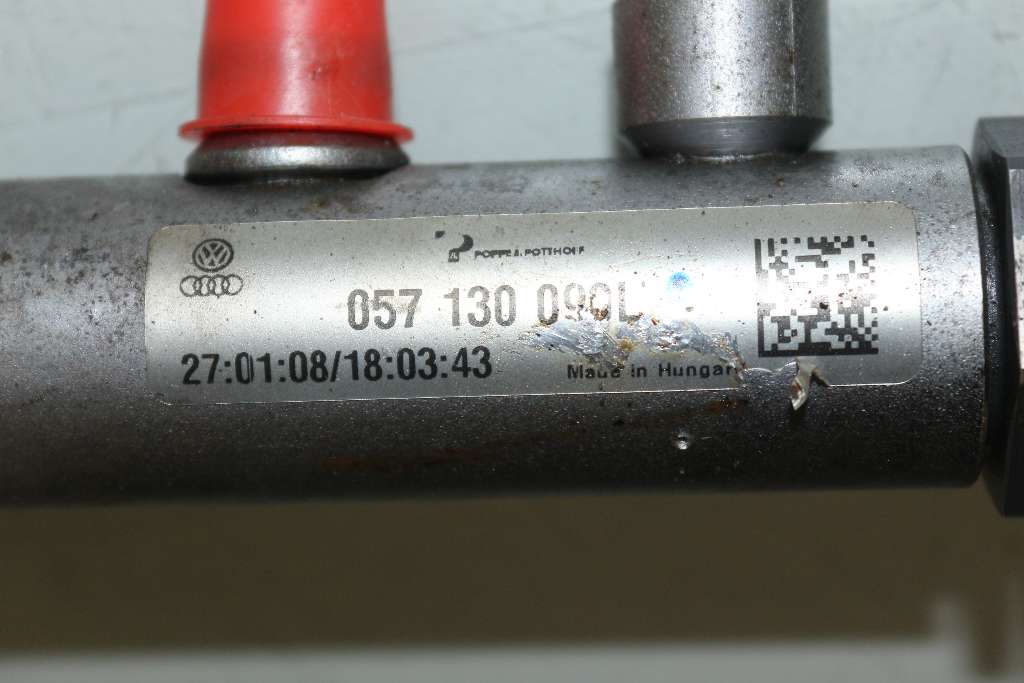 POPPE & POTTHOFF
057 130 090L
27:01:08/18:03:43
Made in Hungary